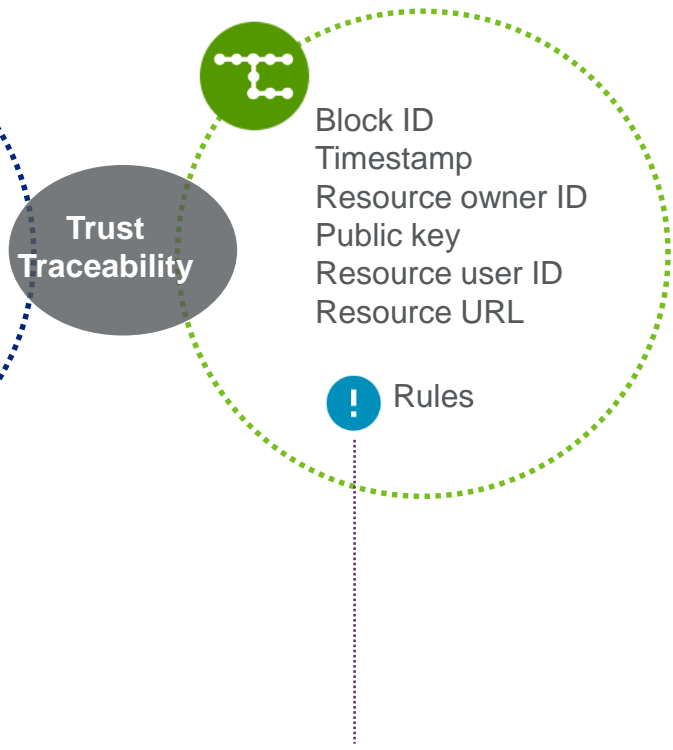 Block ID
Timestamp
Resource owner ID
Public key
Resource user ID
Resource URL
Trust
Traceability
Rules